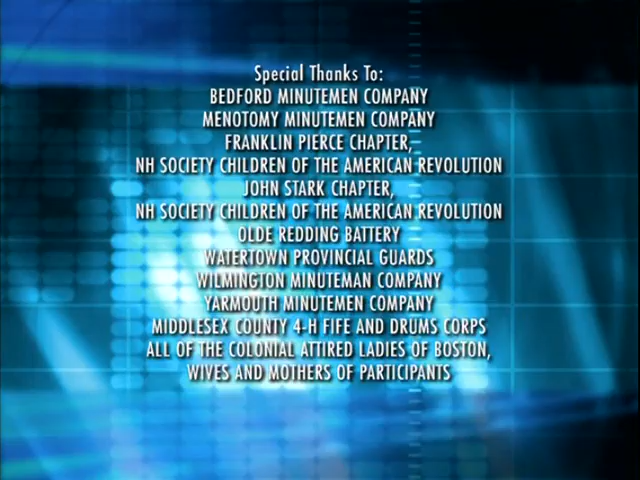 Special Thanks To:
BEDFORD MINUTEMEN COMPANY
MENOTOMY MINUTEMEN COMPANY
FRANKLIN PIERCE CHAPTER,
NH SOCIETY CHILDREN OF THE AMERICAN REVOLUTION
JOHN STARK CHAPTER,
NH SOCIETY CHILDREN OF THE AMERICAN REVOLUTION
OLDE REDDING BATTERY
WATERTOWN PROVINCIAL GUARDS
WILMINGTON MINUTEMAN COMPANY
YARMOUTH MINUTEMEN COMPANY
MIDDLESEX COUNTY 4-H FIFE AND DRUMS CORPS
ALL OF THE COLONIAL ATTIRED LADIES OF BOSTON,
WIVES AND MOTHERS OF PARTICIPANTS